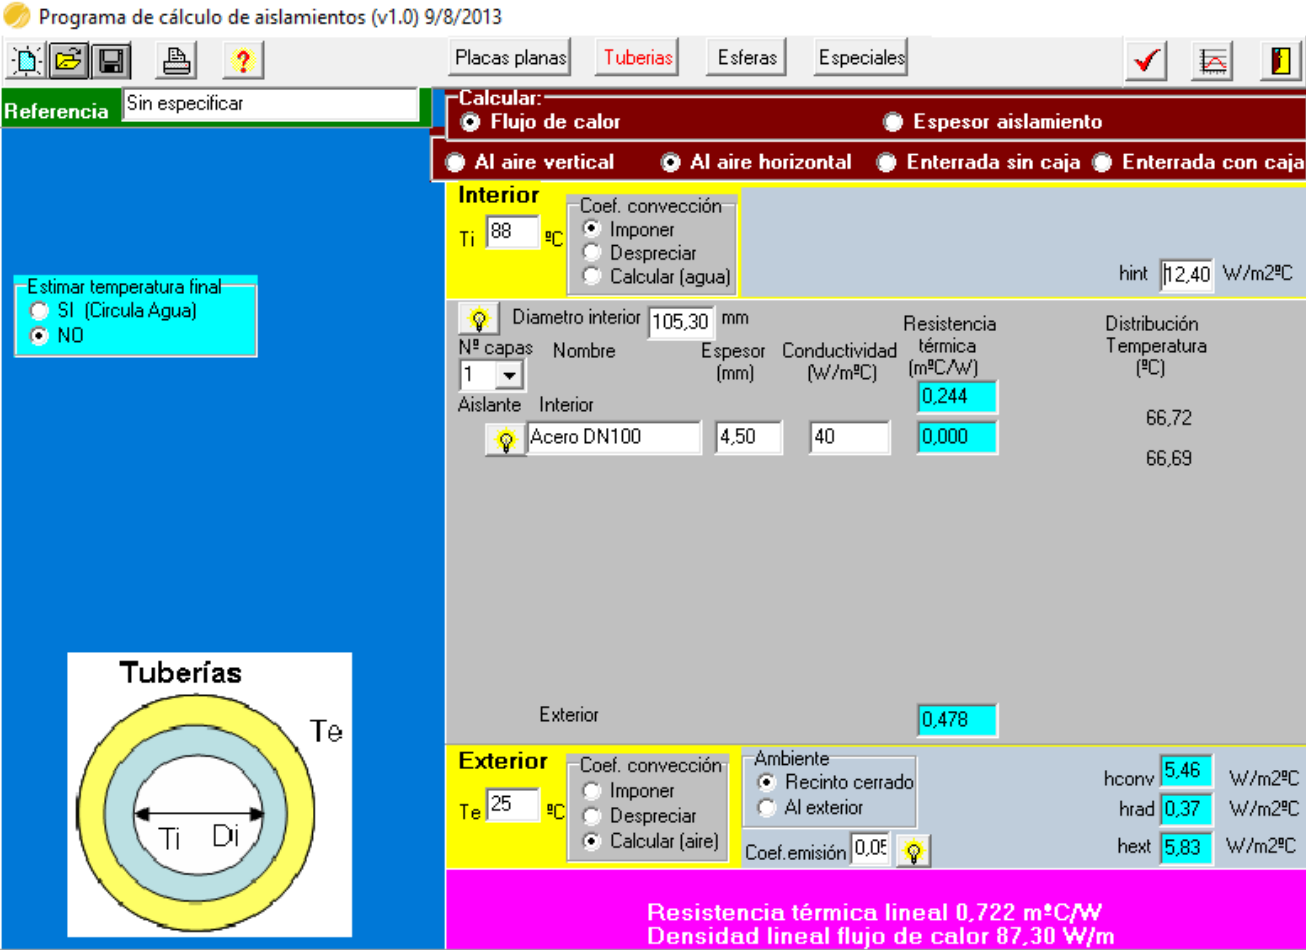 Programa de cálculo de aislamientos (v1.0) 9/8/2013
?
Placas planas Tuberias Esferas Especiales
Referencia Sin especificar
Calcular:
Flujo de calor Espesor aislamiento
Al aire vertical Al aire horizontal Enterrada sin caja Enterrada con caja
Interior
Ti 88 ºC
Coef. convección
Imponer
Despreciar
Calcular (agua)
hint 12,40 W/m2ºC
Estimar temperatura final
SI (Circula Agua)
NO
Diametro interior 105,30 mm
Nº capas Nombre Espesor (mm) Conductividad (W/mºC) Resistencia térmica (mºC/W) Distribución Temperatura (ºC)
1
Aislante Interior 0,244
66,72
Acero DN100 4,50 40 0,000
66,69
Exterior 0,478
Tuberías
Te
Ti Di
Exterior
Te 25 ºC
Coef. convección
Imponer
Despreciar
Calcular (aire)
Ambiente
Recinto cerrado
Al exterior
Coef.emisión 0,05
hconv 5,46 W/m2ºC
hrad 0,37 W/m2ºC
hext 5,83 W/m2ºC
Resistencia térmica lineal 0,722 mºC/W
Densidad lineal flujo de calor 87,30 W/m